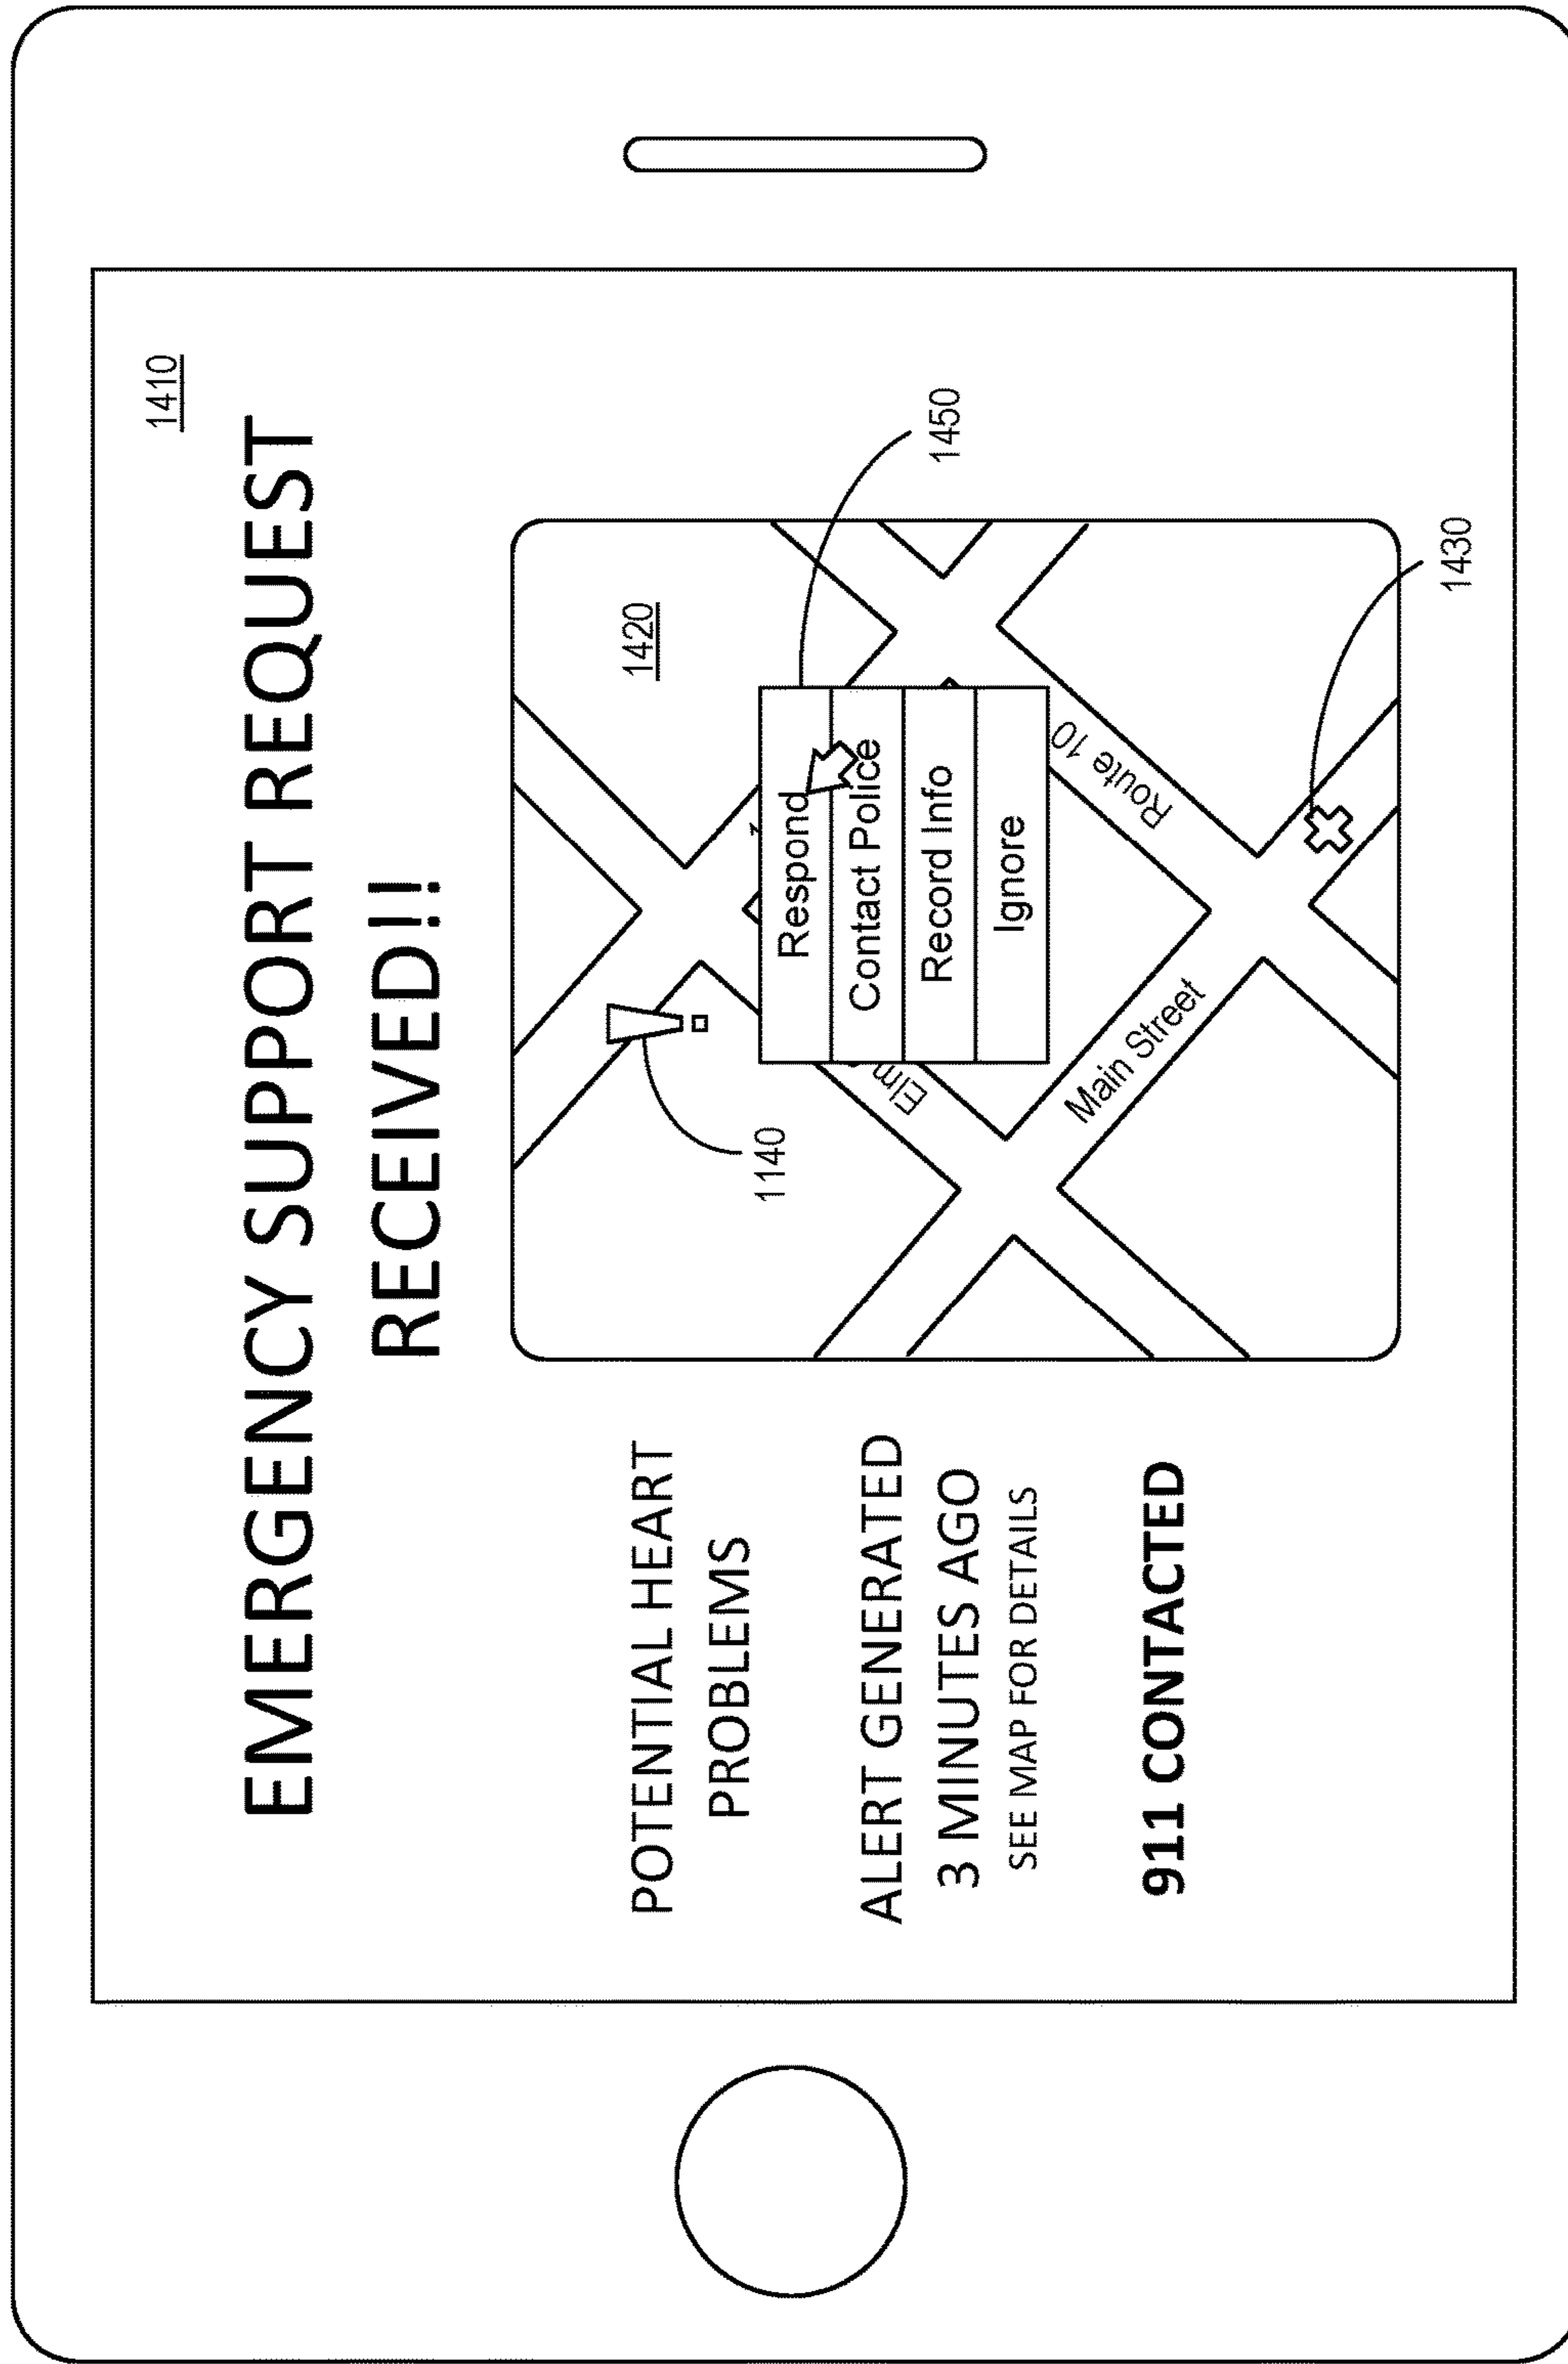 1410
EMERGENCY SUPPORT REQUEST
RECEIVED!!
POTENTIAL HEART
PROBLEMS
ALERT GENERATED
3 MINUTES AGO
SEE MAP FOR DETAILS
911 CONTACTED
1420
1140
Respond
Contact Police
Record Info
Ignore
1450
Elm
Route 10
Main Street
1430